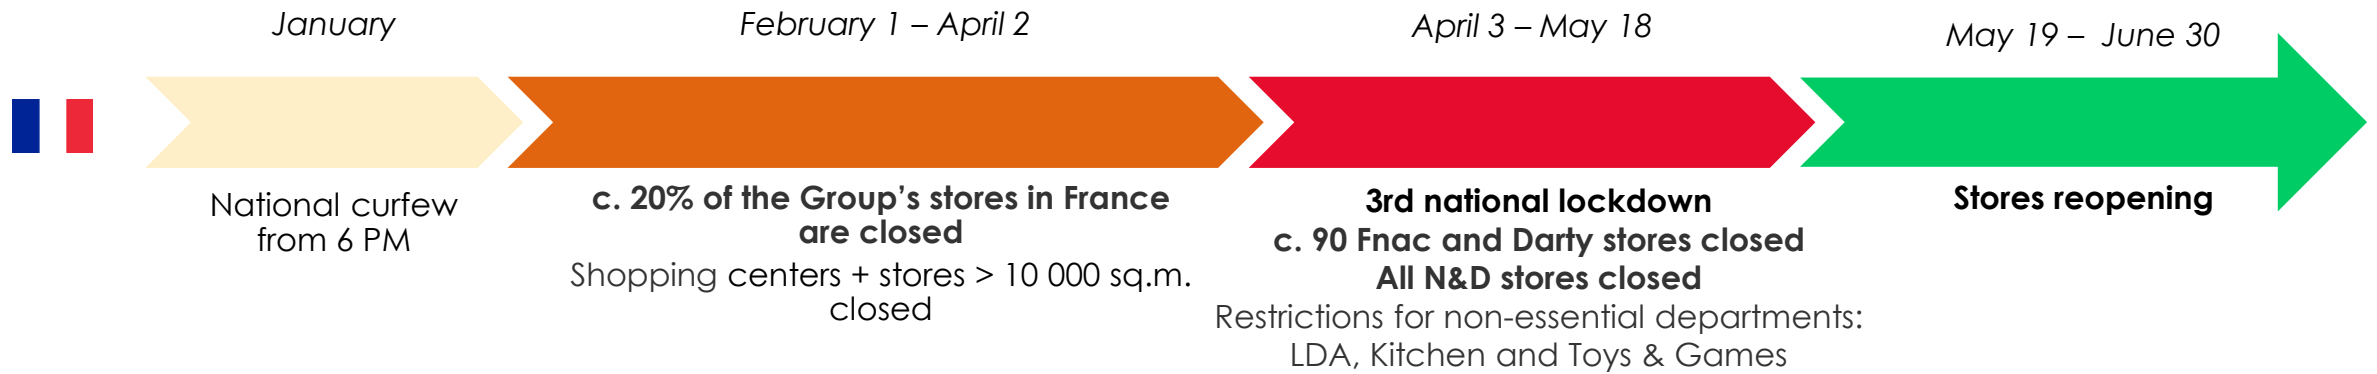 January
National curfew
from 6 PM
February 1 – April 2
c. 20% of the Group’s stores in France
are closed
Shopping centers + stores > 10 000 sq.m.
closed
April 3 – May 18
3rd national lockdown
c. 90 Fnac and Darty stores closed
All N&D stores closed
Restrictions for non-essential departments:
LDA, Kitchen and Toys & Games
May 19 – June 30
Stores reopening